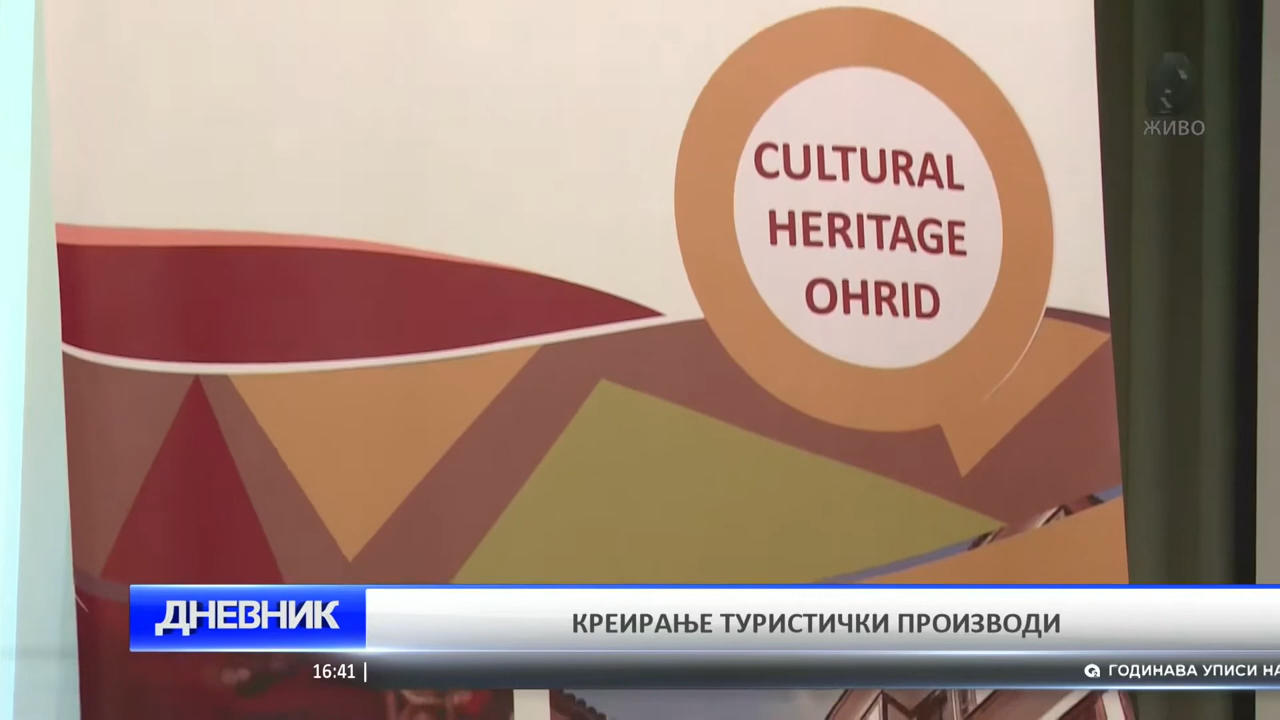 ЖИВО
CULTURAL
HERITAGE
OHRID
ДНЕВНИК
КРЕИРАЊЕ ТУРИСТИЧКИ ПРОИЗВОДИ
16:41 |
ГОДИНАВА УПИСИ НА